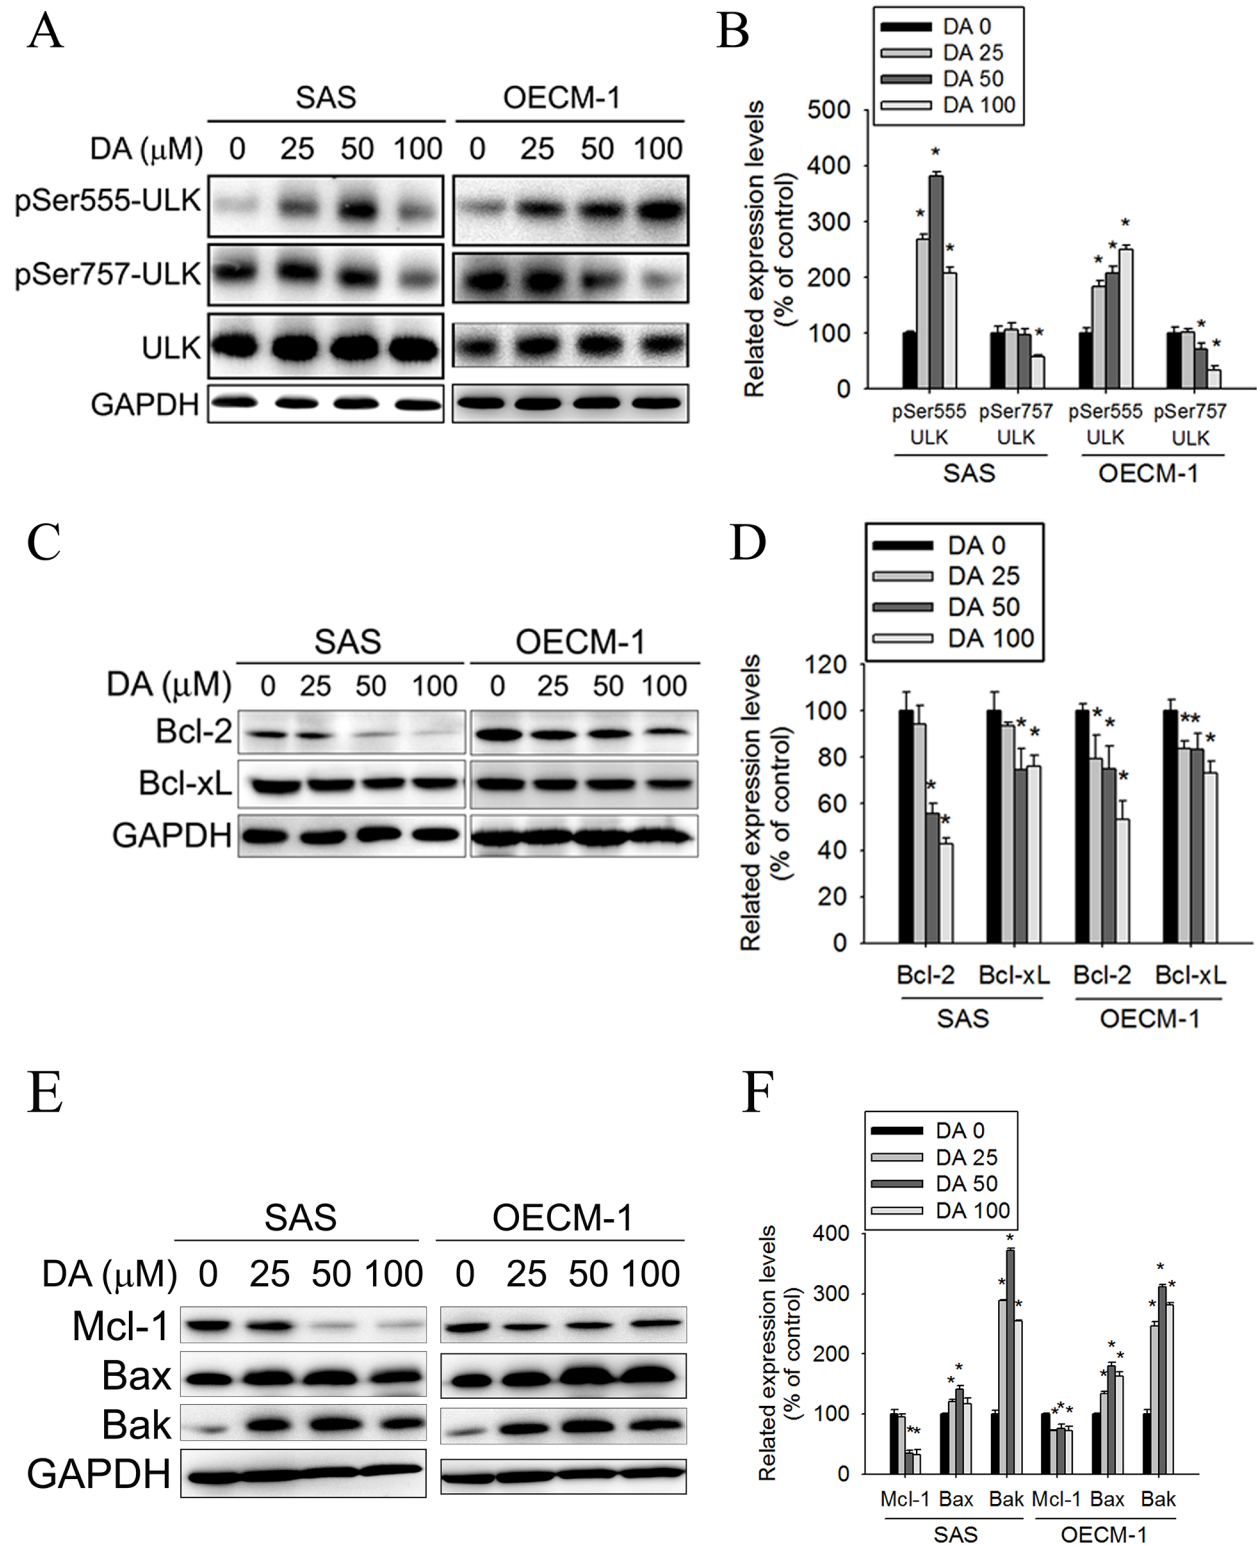 A
SAS OECM-1
DA (μM) 0 25 50 100 0 25 50 100
pSer555-ULK
pSer757-ULK
ULK
GAPDH
B
DA 0
DA 25
DA 50
DA 100
Related expression levels
(% of control)
500
400
300
200
100
0
* * * * * * * * *
pSer555 pSer757 pSer555 pSer757
ULK ULK ULK ULK
SAS OECM-1
C
SAS OECM-1
DA (μM) 0 25 50 100 0 25 50 100
Bcl-2
Bcl-xL
GAPDH
D
DA 0
DA 25
DA 50
DA 100
Related expression levels
(% of control)
120
100
80
60
40
20
0
* * * * * * * * * *
Bcl-2 Bcl-xL Bcl-2 Bcl-xL
SAS OECM-1
E
SAS OECM-1
DA (μM) 0 25 50 100 0 25 50 100
Mcl-1
Bax
Bak
GAPDH
F
DA 0
DA 25
DA 50
DA 100
Related expression levels
(% of control)
400
300
200
100
0
* * * * * * * * * * * * * * * *
Mcl-1 Bax Bak Mcl-1 Bax Bak
SAS OECM-1